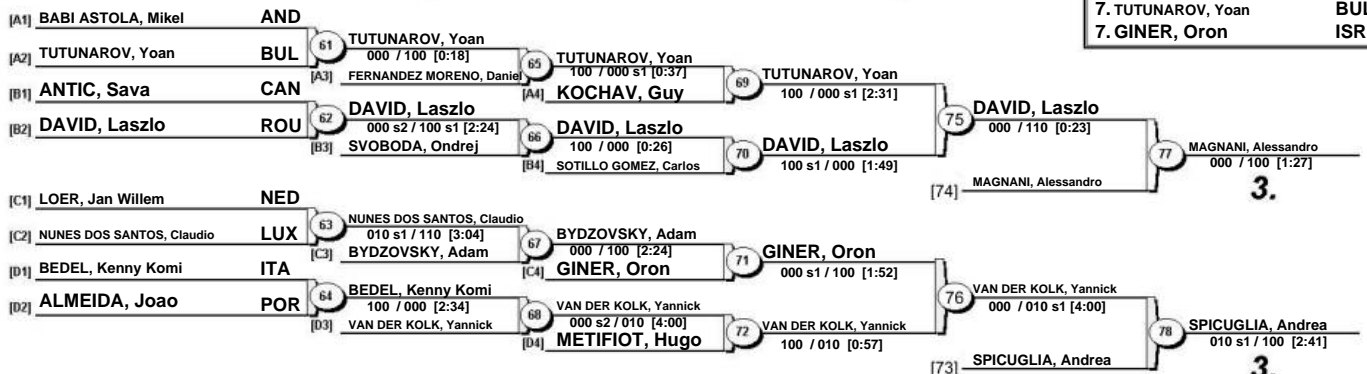 7. TUTUNAROV, Yoan BUL
7. GINER, Oron ISR
[A1] BABI ASTOLA, Mikel AND
[A2] TUTUNAROV, Yoan BUL
61
TUTUNAROV, Yoan
000 / 100 [0:18]
[A3] FERNANDEZ MORENO, Daniel
65
TUTUNAROV, Yoan
100 / 000 s1 [0:37]
[A4] KOCHAV, Guy
69
TUTUNAROV, Yoan
100 / 000 s1 [2:31]
[B1] ANTIC, Sava CAN
[B2] DAVID, Laszlo ROU
62
DAVID, Laszlo
000 s2 / 100 s1 [2:24]
[B3] SVOBODA, Ondrej
66
DAVID, Laszlo
100 / 000 [0:26]
[B4] SOTILLO GOMEZ, Carlos
70
DAVID, Laszlo
100 s1 / 000 [1:49]
75
DAVID, Laszlo
000 / 110 [0:23]
[74] MAGNANI, Alessandro
77
MAGNANI, Alessandro
000 / 100 [1:27]
3.
[C1] LOER, Jan Willem NED
[C2] NUNES DOS SANTOS, Claudio LUX
63
NUNES DOS SANTOS, Claudio
010 s1 / 110 [3:04]
[C3] BYDZOVSKY, Adam
67
BYDZOVSKY, Adam
000 / 100 [2:24]
[C4] GINER, Oron
71
GINER, Oron
000 s1 / 100 [1:52]
[D1] BEDEL, Kenny Komi ITA
[D2] ALMEIDA, Joao POR
64
BEDEL, Kenny Komi
100 / 000 [2:34]
[D3] VAN DER KOLK, Yannick
68
VAN DER KOLK, Yannick
000 s2 / 010 [4:00]
[D4] METIFIOT, Hugo
72
VAN DER KOLK, Yannick
100 / 010 [0:57]
76
VAN DER KOLK, Yannick
000 / 010 s1 [4:00]
[73] SPICUGLIA, Andrea
78
SPICUGLIA, Andrea
010 s1 / 100 [2:41]
3.